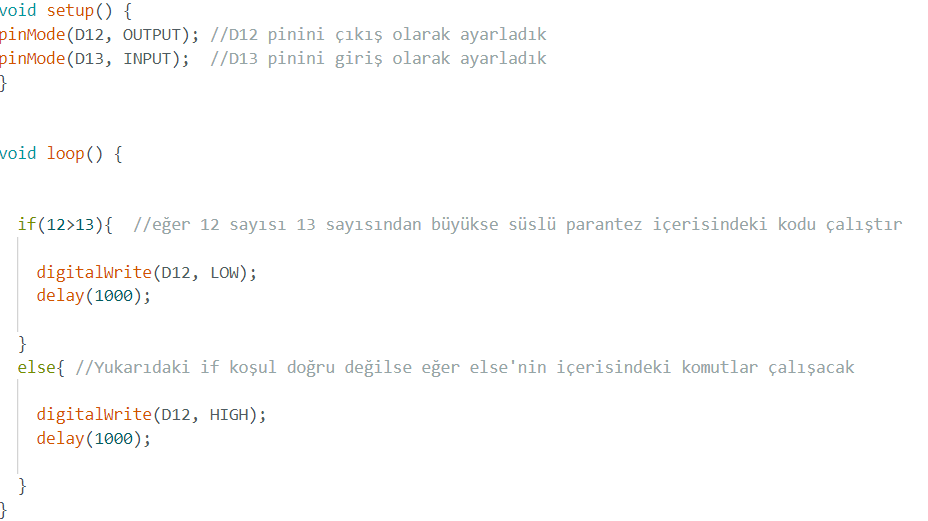 void setup() {
pinMode(D12, OUTPUT); //D12 pinini çıkış olarak ayarladık
pinMode(D13, INPUT);  //D13 pinini giriş olarak ayarladık
}
void loop() {
if(12>13){  //eğer 12 sayısı 13 sayısından büyükse süslü parantez içerisindeki kodu çalıştır
digitalWrite(D12, LOW);
delay(1000);
}
else{ //Yukarıdaki if koşul doğru değilse eğer else'nin içerisindeki komutlar çalışacak
digitalWrite(D12, HIGH);
delay(1000);
}
}